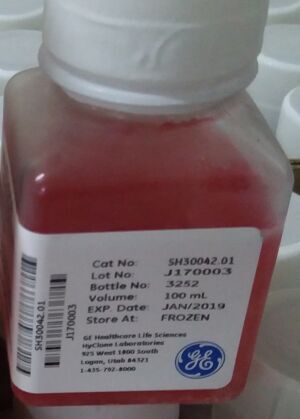 Cat No: SH30042.01
Lot No: J170003
Bottle No: 3252
Volume: 100 mL
EXP. Date: JAN/2019
Store At: FROZEN
GE Healthcare Life Sciences
HyClone Laboratories
925 West 1800 South
Logan, Utah 84321
1-435-792-8000
GE
SH30042.01
J170003